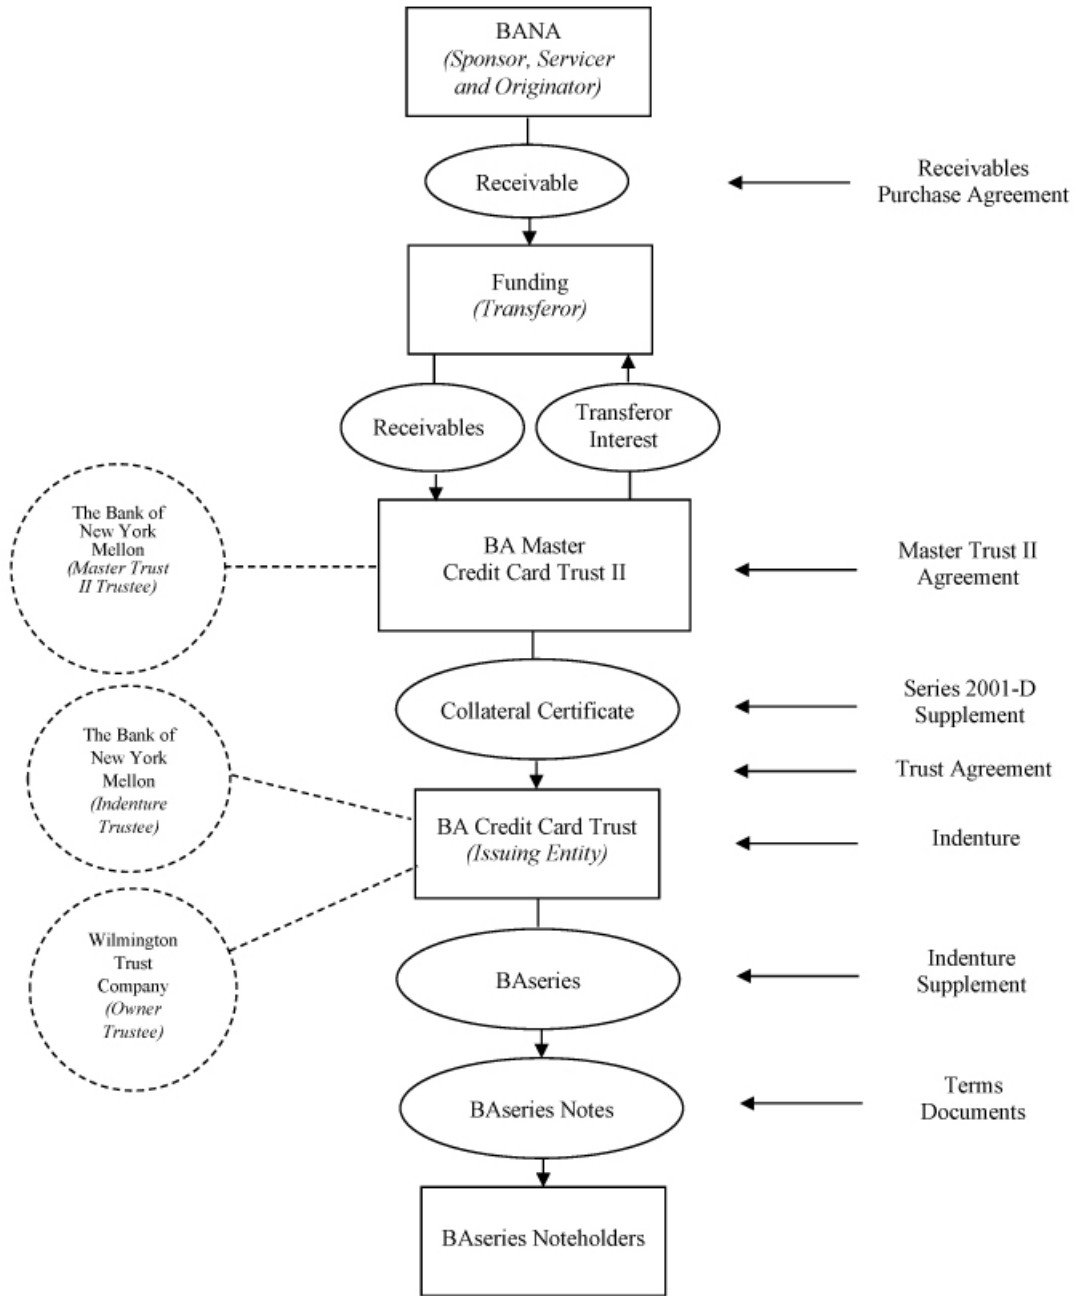 BANA
(Sponsor, Servicer
and Originator)
Receivable
Receivables
Purchase Agreement
Funding
(Transferor)
Receivables
Transferor
Interest
The Bank of
New York
Mellon
(Master Trust
II Trustee)
BA Master
Credit Card Trust II
Master Trust II
Agreement
Collateral Certificate
Series 2001-D
Supplement
The Bank of
New York
Mellon
(Indenture
Trustee)
Trust Agreement
BA Credit Card Trust
(Issuing Entity)
Indenture
Wilmington
Trust
Company
(Owner
Trustee)
BAseries
Indenture
Supplement
BAseries Notes
Terms
Documents
BAseries Noteholders